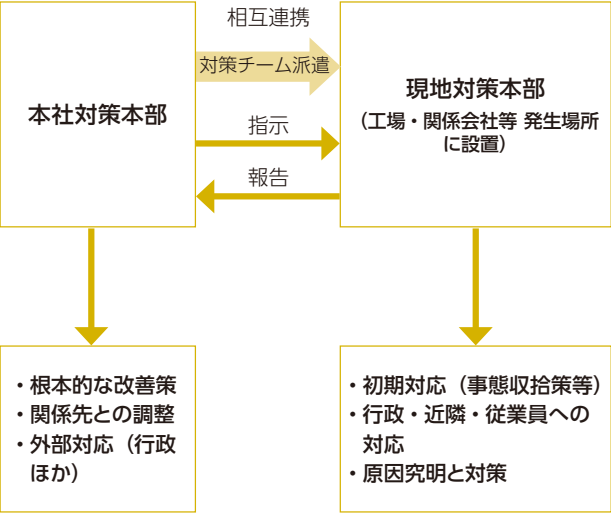 相互連携
対策チーム派遣
本社対策本部
現地対策本部
（工場・関係会社等 発生場所
に設置）
指示
報告
・根本的な改善策
・関係先との調整
・外部対応（行政
ほか）
・初期対応（事態収拾策等）
・行政・近隣・従業員への
対応
・原因究明と対策